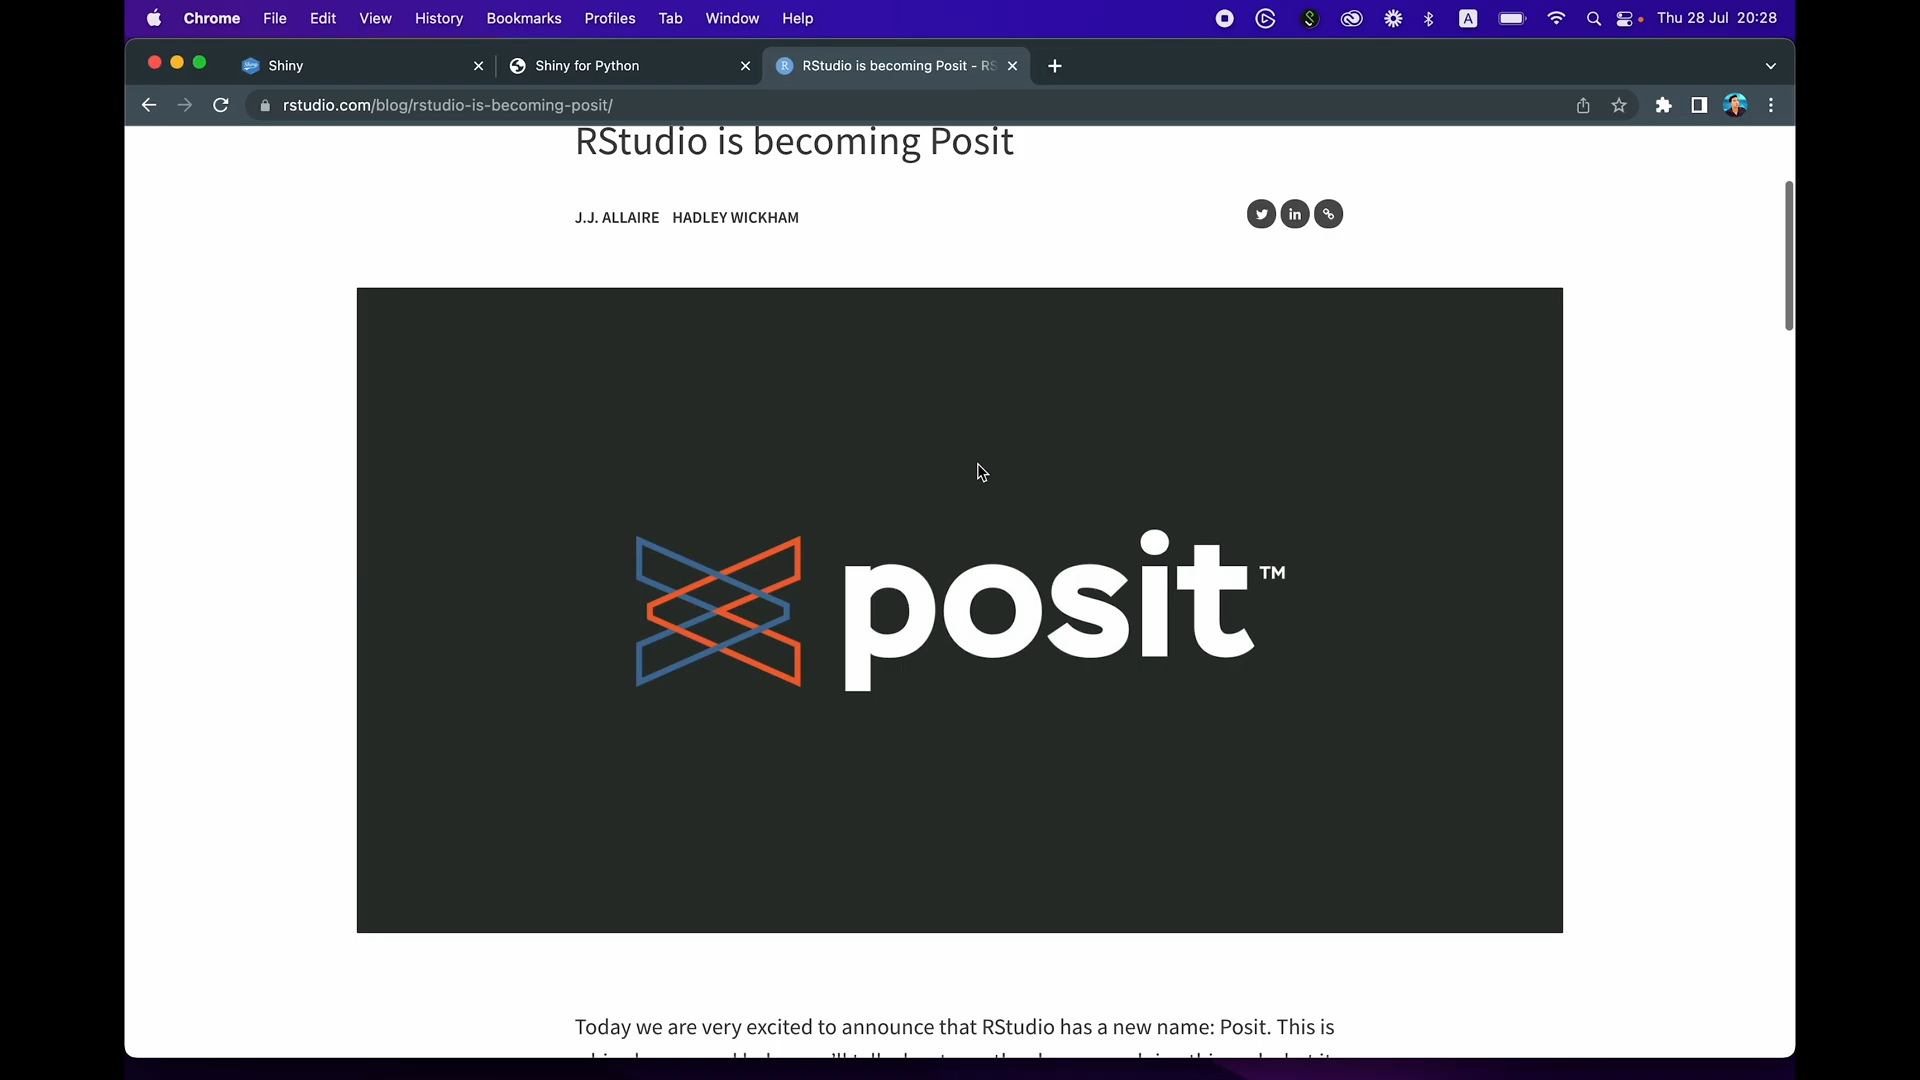 Chrome File Edit View History Bookmarks Profiles Tab Window Help A Thu 28 Jul 20:28
Shiny Shiny for Python RStudio is becoming Posit - RS
rstudio.com/blog/rstudio-is-becoming-posit/
RStudio is becoming Posit
J.J. ALLAIRE HADLEY WICKHAM
posit™
Today we are very excited to announce that RStudio has a new name: Posit. This is